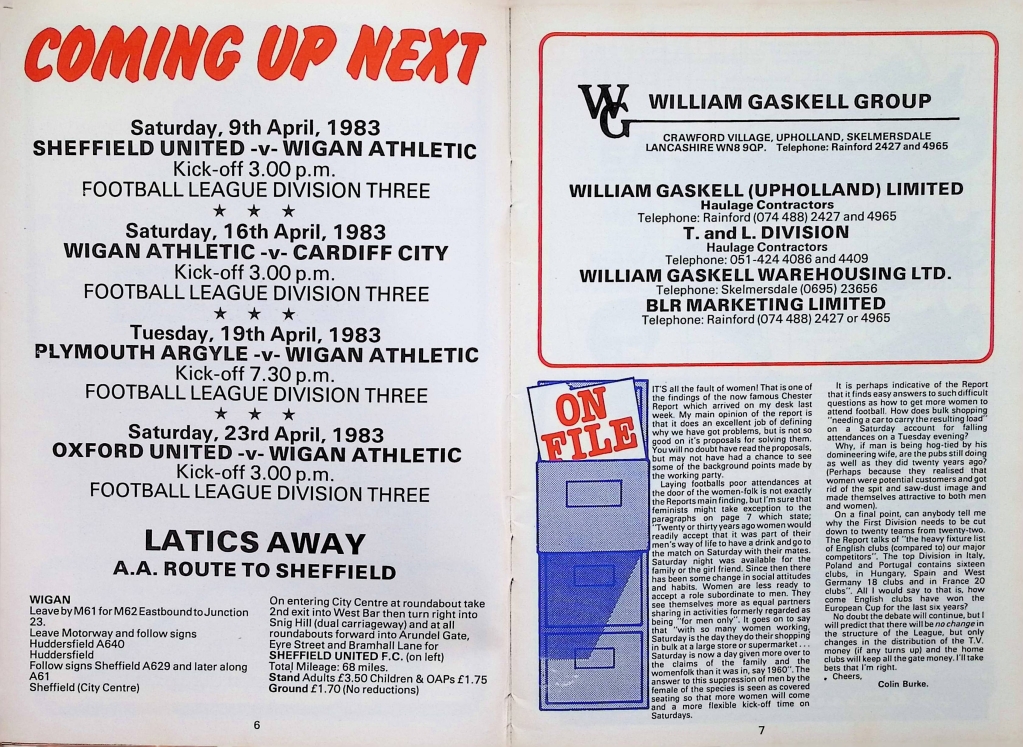 COMING UP NEXT
Saturday, 9th April, 1983
SHEFFIELD UNITED -v- WIGAN ATHLETIC
Kick-off 3.00 p.m.
FOOTBALL LEAGUE DIVISION THREE
★ ★ ★
Saturday, 16th April, 1983
WIGAN ATHLETIC -v- CARDIFF CITY
Kick-off 3.00 p.m.
FOOTBALL LEAGUE DIVISION THREE
★ ★ ★
Tuesday, 19th April, 1983
PLYMOUTH ARGYLE -v- WIGAN ATHLETIC
Kick-off 7.30 p.m.
FOOTBALL LEAGUE DIVISION THREE
★ ★ ★
Saturday, 23rd April, 1983
OXFORD UNITED -v- WIGAN ATHLETIC
Kick-off 3.00 p.m.
FOOTBALL LEAGUE DIVISION THREE
LATICS AWAY
A.A. ROUTE TO SHEFFIELD
WIGAN
Leave by M61 for M62 Eastbound to Junction
23.
Leave Motorway and follow signs
Huddersfield A640
Huddersfield
Follow signs Sheffield A629 and later along
A61
Sheffield (City Centre)
On entering City Centre at roundabout take
2nd exit into West Bar then turn right into
Snig Hill (dual carriageway) and at all
roundabouts forward into Arundel Gate,
Eyre Street and Bramhall Lane for
SHEFFIELD UNITED F.C. (on left)
Total Mileage: 68 miles.
Stand Adults £3.50 Children & OAPs £1.75
Ground £1.70 (No reductions)
6
WG WILLIAM GASKELL GROUP
CRAWFORD VILLAGE, UPHOLLAND, SKELMERSDALE
LANCASHIRE WN8 9QP. Telephone: Rainford 2427 and 4965
WILLIAM GASKELL (UPHOLLAND) LIMITED
Haulage Contractors
Telephone: Rainford (074 488) 2427 and 4965
T. and L. DIVISION
Haulage Contractors
Telephone: 051-424 4086 and 4409
WILLIAM GASKELL WAREHOUSING LTD.
Telephone: Skelmersdale (0695) 23656
BLR MARKETING LIMITED
Telephone: Rainford (074 488) 2427 or 4965
ON
FILE
IT'S all the fault of women! That is one of
the findings of the now famous Chester
Report which arrived on my desk last
week. My main opinion of the report is
that it does an excellent job of defining
why we have got problems, but is not so
good on it's proposals for solving them.
You will no doubt have read the proposals,
but may not have had a chance to see
some of the background points made by
the working party.
Laying footballs poor attendances at
the door of the women-folk is not exactly
the Reports main finding, but I'm sure that
feminists might take exception to the
paragraphs on page 7 which state;
"Twenty or thirty years ago women would
readily accept that it was part of their
men's way of life to have a drink and go to
the match on Saturday with their mates.
Saturday night was available for the
family or the girl friend. Since then there
has been some change in social attitudes
and habits. Women are less ready to
accept a role subordinate to men. They
see themselves more as equal partners
sharing in activities formerly regarded as
being "for men only". It goes on to say
that "with so many women working,
Saturday is the day they do their shopping
in bulk at a large store or supermarket...
Saturday is now a day given more over to
the claims of the family and the
womenfolk than it was in, say 1960". The
answer to this suppression of men by the
female of the species is seen as covered
seating so that more women will come
and a more flexible kick-off time on
Saturdays.
It is perhaps indicative of the Report
that it finds easy answers to such difficult
questions as how to get more women to
attend football. How does bulk shopping
"needing a car to carry the resulting load"
on a Saturday account for falling
attendances on a Tuesday evening?
Why, if man is being hog-tied by his
domineering wife, are the pubs still doing
as well as they did twenty years ago?
(Perhaps because they realised that
women were potential customers and got
rid of the spit and saw-dust image and
made themselves attractive to both men
and women).
On a final point, can anybody tell me
why the First Division needs to be cut
down to twenty teams from twenty-two.
The Report talks of "the heavy fixture list
of English clubs (compared to) our major
competitors". The top Division in Italy,
Poland and Portugal contains sixteen
clubs, in Hungary, Spain and West
Germany 18 clubs and in France 20
clubs". All I would say to that is, how
come English clubs have won the
European Cup for the last six years?
No doubt the debate will continue, but I
will predict that there will be no change in
the structure of the League, but only
changes in the distribution of the T.V.
money (if any turns up) and the home
clubs will keep all the gate money. I'll take
bets that I'm right.
Cheers,
Colin Burke.
7